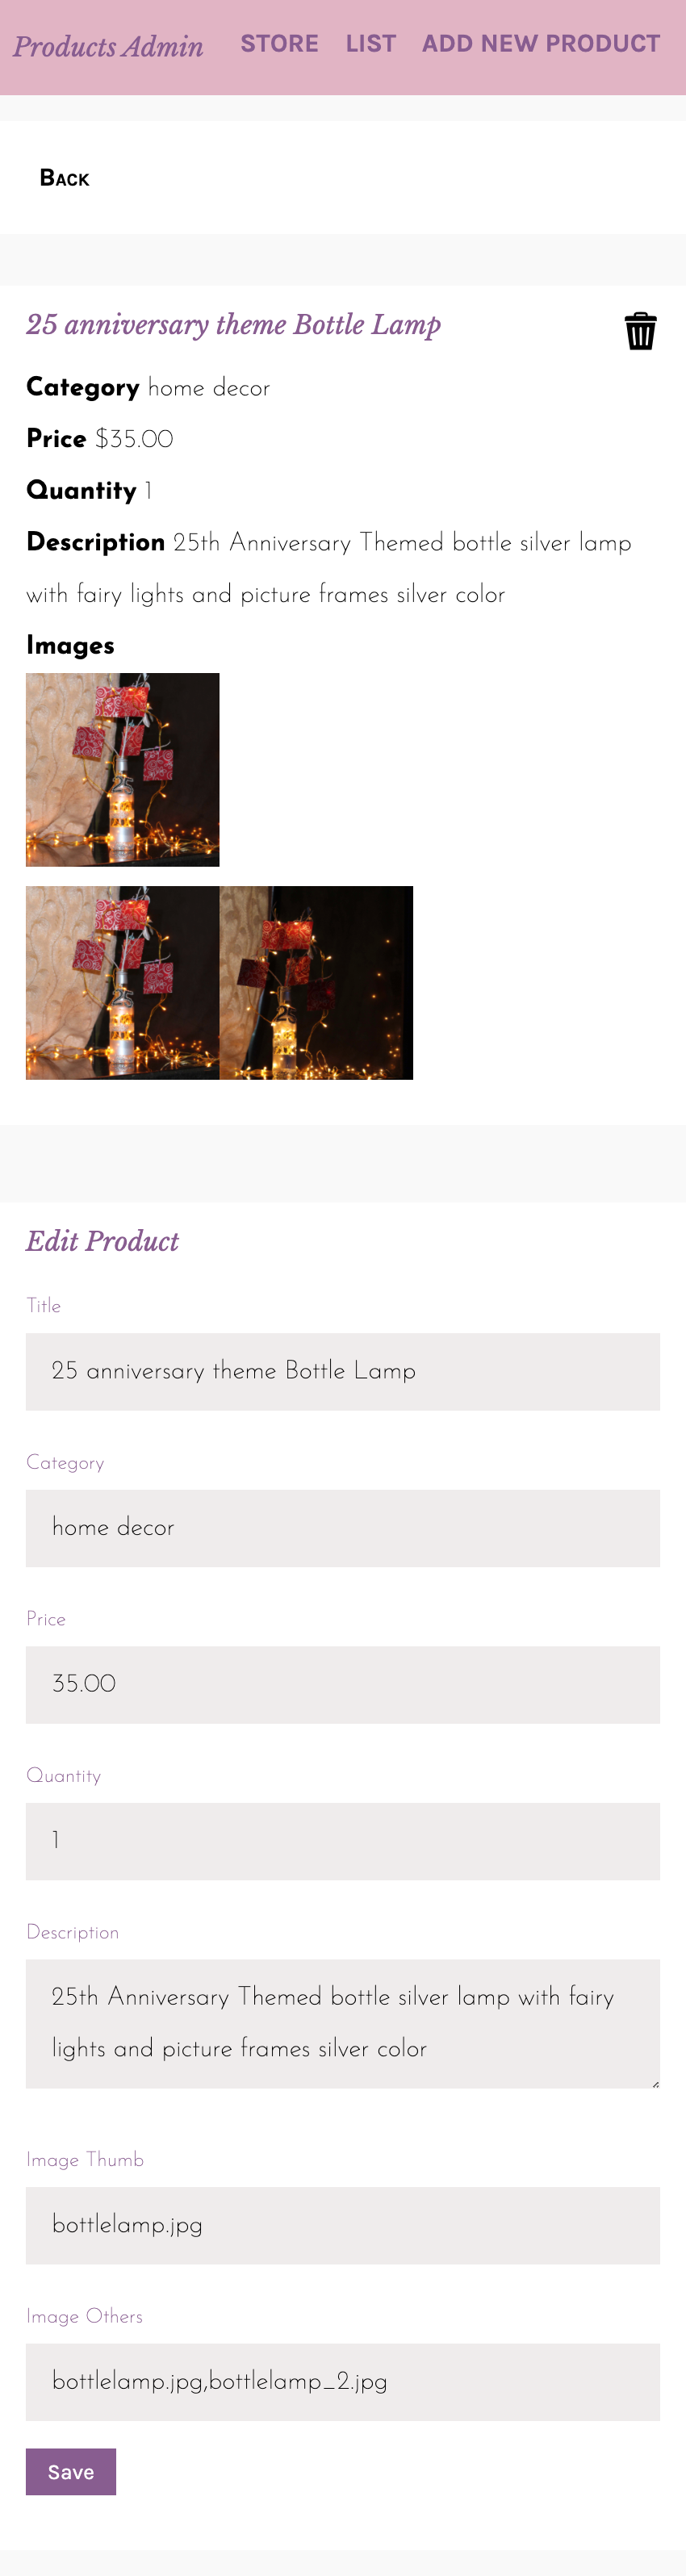 Products Admin STORE LIST ADD NEW PRODUCT
Back
25 anniversary theme Bottle Lamp
Category home decor
Price $35.00
Quantity 1
Description 25th Anniversary Themed bottle silver lamp
with fairy lights and picture frames silver color
Images
25
25
25
Edit Product
Title
25 anniversary theme Bottle Lamp
Category
home decor
Price
35.00
Quantity
1
Description
25th Anniversary Themed bottle silver lamp with fairy
lights and picture frames silver color
Image Thumb
bottlelamp.jpg
Image Others
bottlelamp.jpg,bottlelamp_2.jpg
Save